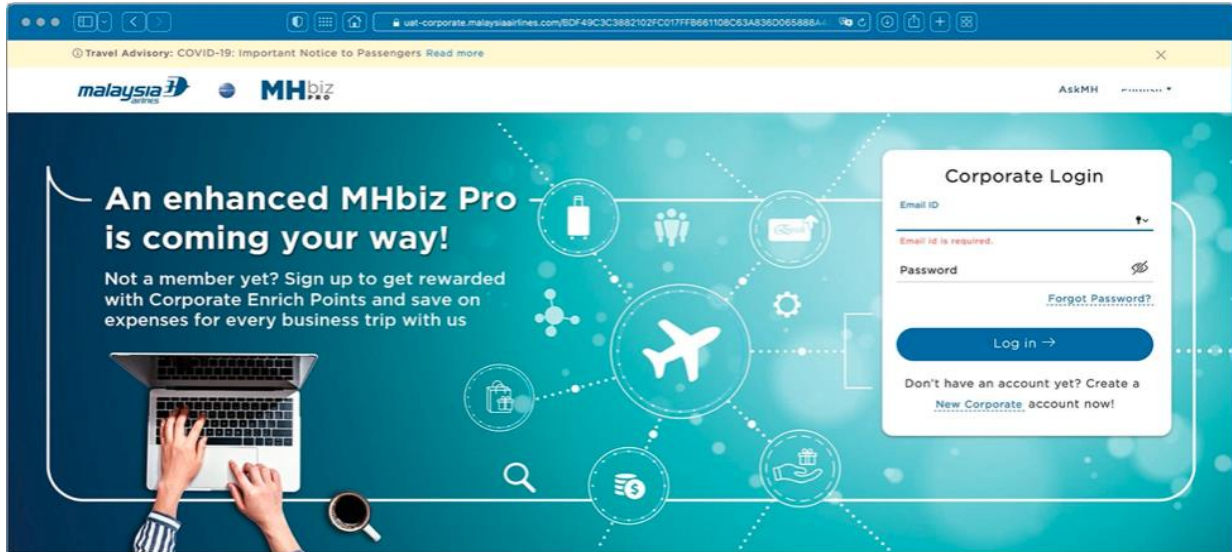 uat-corporate.malaysiaairlines.com/BDF49C3C3882102FC017FFB661108C63A836D065888A4
Travel Advisory: COVID-19: Important Notice to Passengers Read more
malaysia airlines
MHbiz PRO
AskMH
An enhanced MHbiz Pro
is coming your way!
Not a member yet? Sign up to get rewarded
with Corporate Enrich Points and save on
expenses for every business trip with us
Corporate Login
Email ID
Email id is required.
Password
Forgot Password?
Log in →
Don't have an account yet? Create a
New Corporate account now!